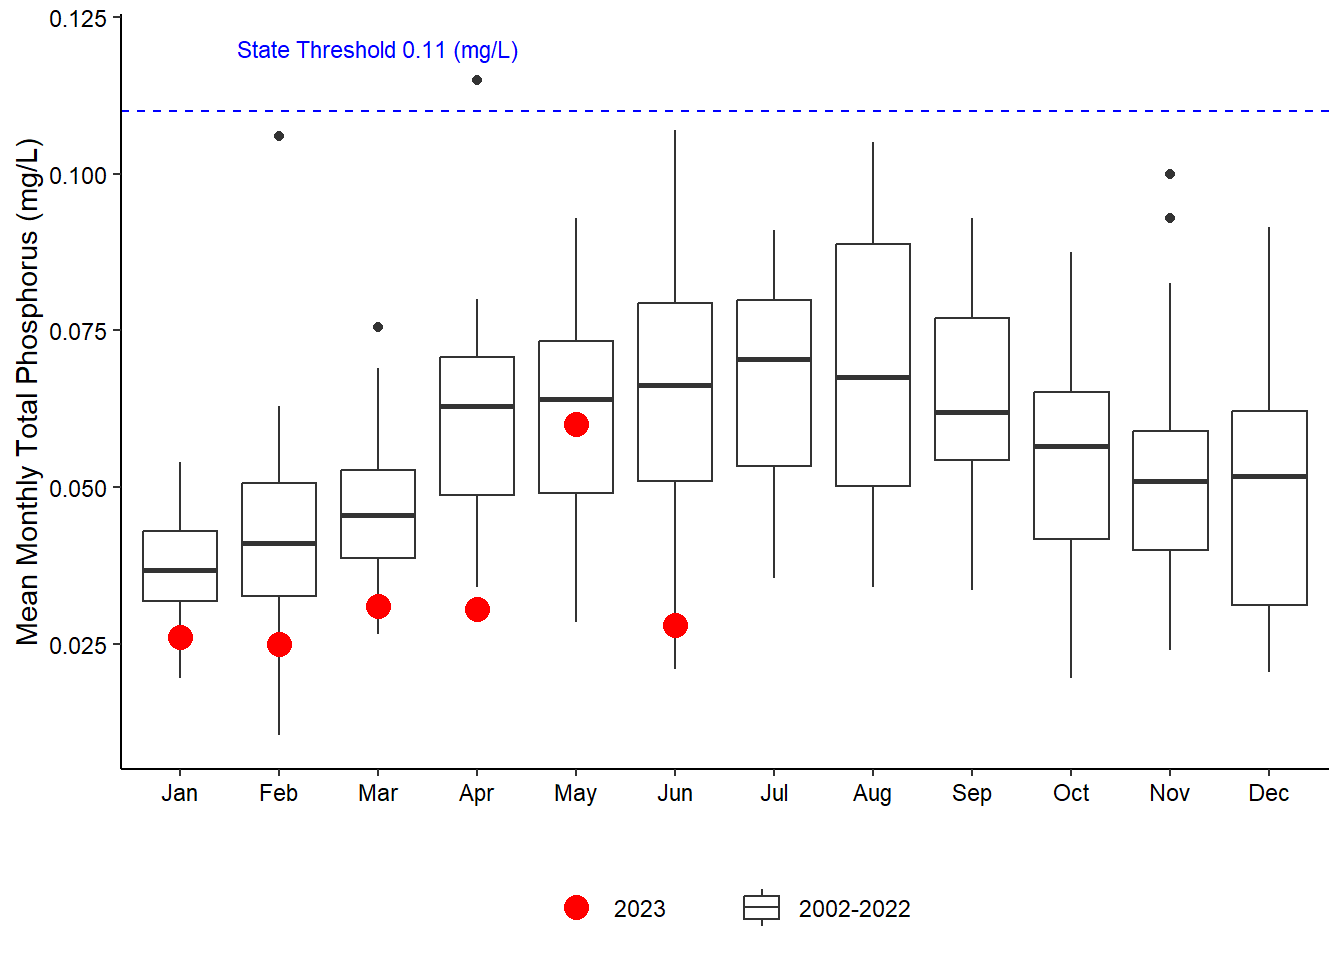 0.125
State Threshold 0.11 (mg/L)
0.100
0.075
0.050
0.025
Mean Monthly Total Phosphorus (mg/L)
Jan Feb Mar Apr May Jun Jul Aug Sep Oct Nov Dec
2023 2002-2022